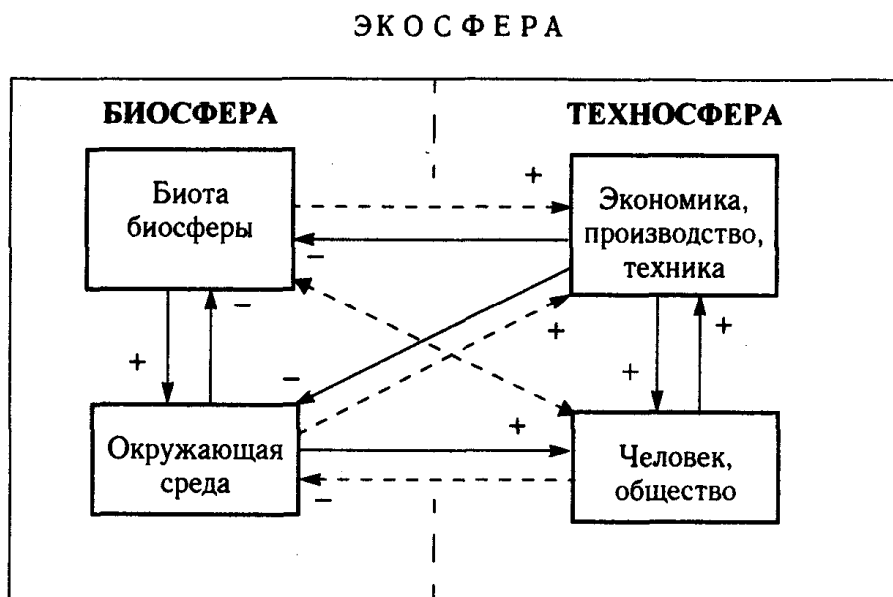 ЭКОСФЕРА
БИОСФЕРА
ТЕХНОСФЕРА
Биота
биосферы
+
Экономика,
производство,
техника
–
–
+
+
+
+
–
+
Окружающая
среда
Человек,
общество
–